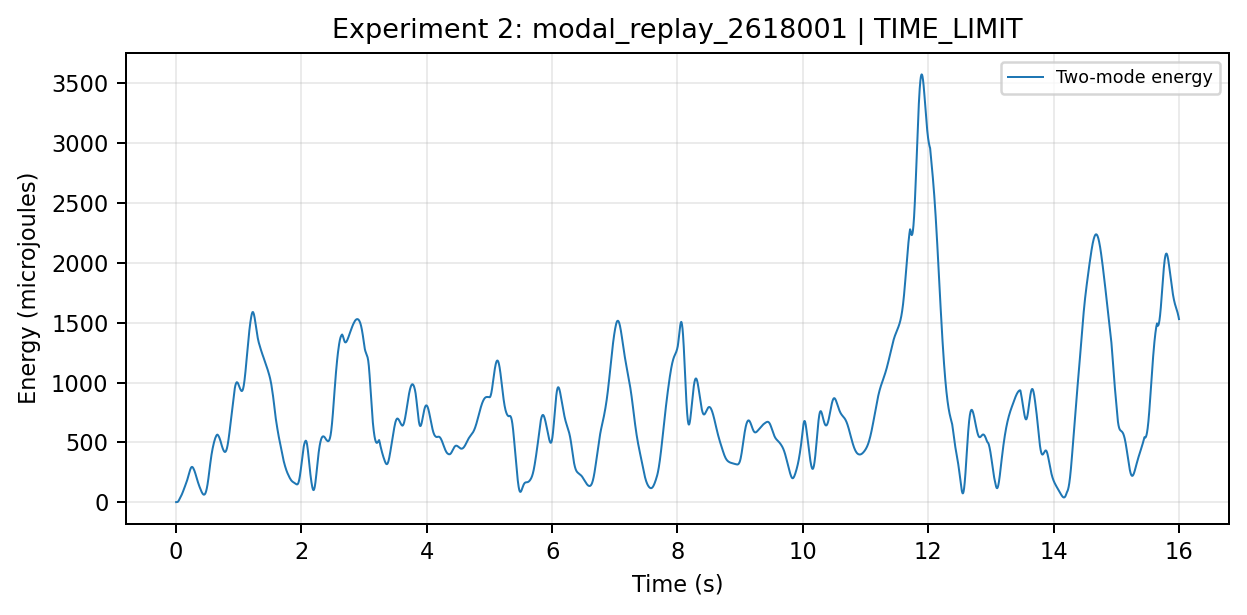 Experiment 2: modal_replay_2618001 | TIME_LIMIT
Two-mode energy
Energy (microjoules)
3500
3000
2500
2000
1500
1000
500
0
0 2 4 6 8 10 12 14 16
Time (s)